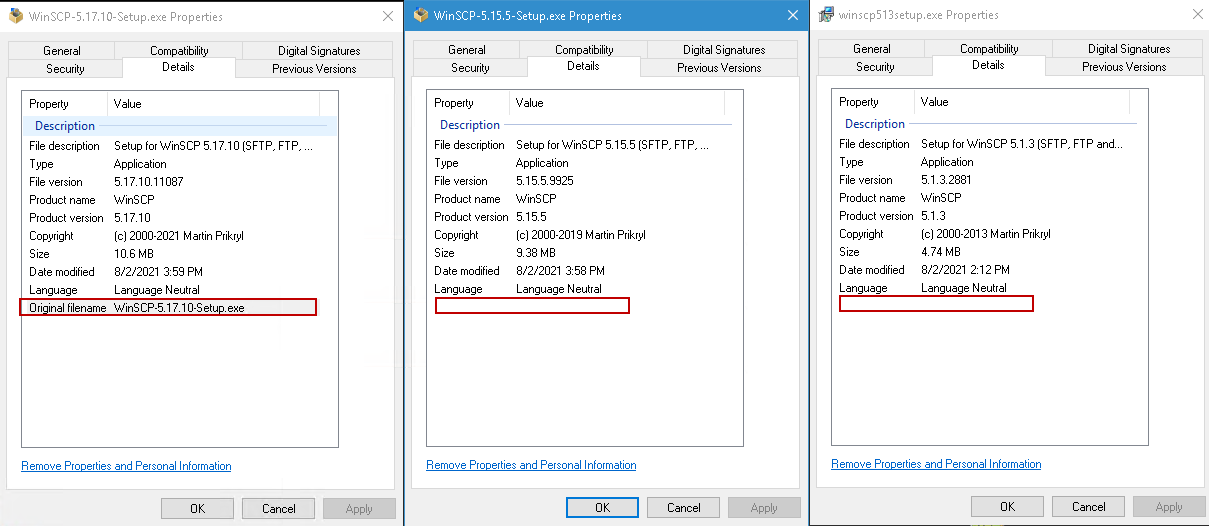 WinSCP-5.17.10-Setup.exe Properties
General Compatibility Digital Signatures
Security Details Previous Versions
Property Value
Description
File description Setup for WinSCP 5.17.10 (SFTP, FTP, ...
Type Application
File version 5.17.10.11087
Product name WinSCP
Product version 5.17.10
Copyright (c) 2000-2021 Martin Prikryl
Size 10.6 MB
Date modified 8/2/2021 3:59 PM
Language Language Neutral
Original filename WinSCP-5.17.10-Setup.exe
Remove Properties and Personal Information
OK Cancel Apply
WinSCP-5.15.5-Setup.exe Properties
General Compatibility Digital Signatures
Security Details Previous Versions
Property Value
Description
File description Setup for WinSCP 5.15.5 (SFTP, FTP, ...
Type Application
File version 5.15.5.9925
Product name WinSCP
Product version 5.15.5
Copyright (c) 2000-2019 Martin Prikryl
Size 9.38 MB
Date modified 8/2/2021 3:58 PM
Language Language Neutral
Remove Properties and Personal Information
OK Cancel Apply
winscp513setup.exe Properties
General Compatibility Digital Signatures
Security Details Previous Versions
Property Value
Description
File description Setup for WinSCP 5.1.3 (SFTP, FTP and...
Type Application
File version 5.1.3.2881
Product name WinSCP
Product version 5.1.3
Copyright (c) 2000-2013 Martin Prikryl
Size 4.74 MB
Date modified 8/2/2021 2:12 PM
Language Language Neutral
Remove Properties and Personal Information
OK Cancel Apply